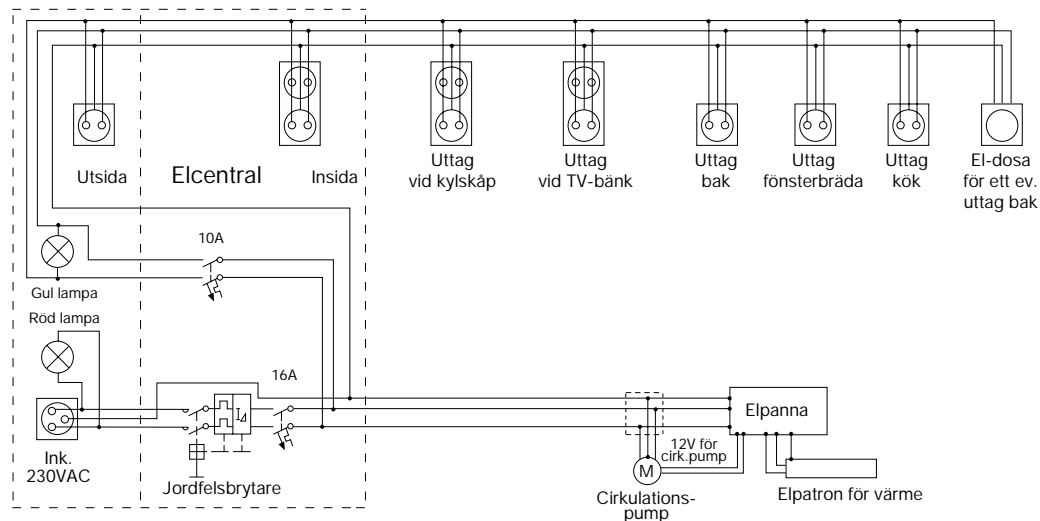 Utsida
Elcentral
Insida
Uttag
vid kylskåp
Uttag
vid TV-bänk
Uttag
bak
Uttag
fönsterbräda
Uttag
kök
El-dosa
för ett ev.
uttag bak
10A
Gul lampa
Röd lampa
16A
I⊿
Elpanna
Ink.
230VAC
12V för
cirk.pump
M
Jordfelsbrytare
Cirkulations-
pump
Elpatron för värme